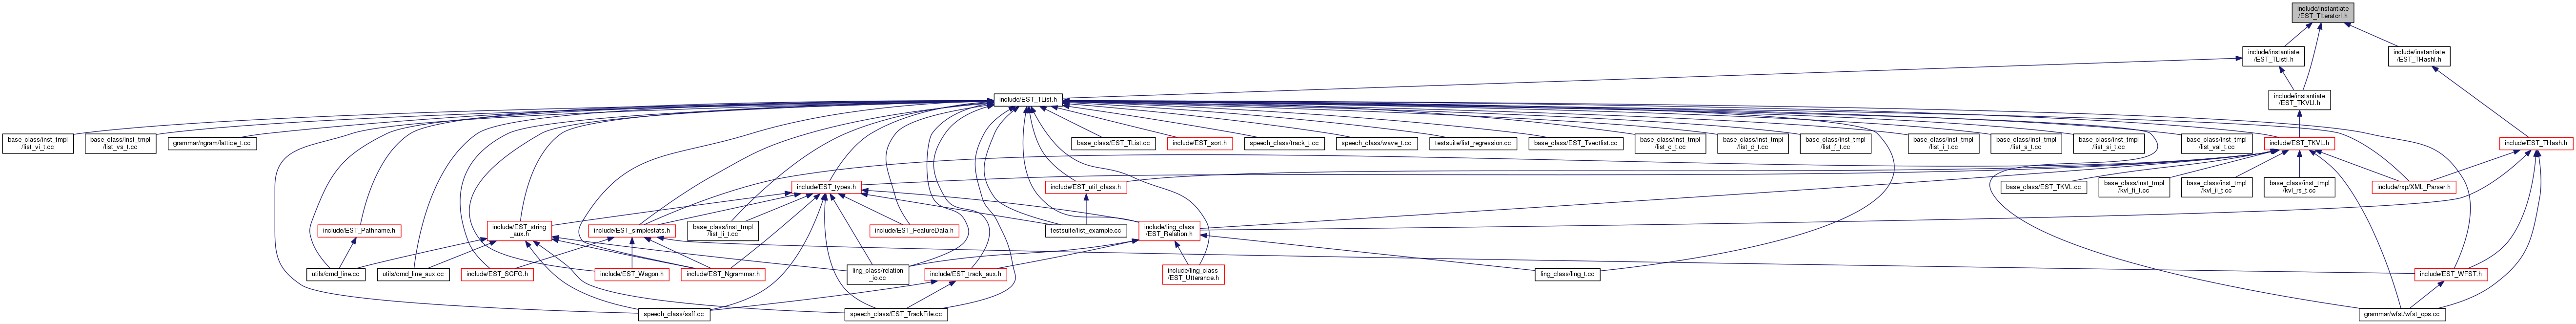 include/instantiate
/EST_TIteratorI.h
include/instantiate
/EST_TListI.h
include/instantiate
/EST_THashI.h
include/instantiate
/EST_TKVLI.h
include/EST_TList.h
base_class/inst_tmpl
/list_vi_t.cc
base_class/inst_tmpl
/list_vs_t.cc
grammar/ngram/lattice_t.cc
base_class/EST_TList.cc
include/EST_sort.h
speech_class/track_t.cc
speech_class/wave_t.cc
testsuite/list_regression.cc
base_class/EST_Tvectlist.cc
base_class/inst_tmpl
/list_c_t.cc
base_class/inst_tmpl
/list_d_t.cc
base_class/inst_tmpl
/list_f_t.cc
base_class/inst_tmpl
/list_i_t.cc
base_class/inst_tmpl
/list_s_t.cc
base_class/inst_tmpl
/list_si_t.cc
base_class/inst_tmpl
/list_val_t.cc
include/EST_TKVL.h
include/EST_THash.h
include/EST_types.h
include/EST_util_class.h
base_class/EST_TKVL.cc
base_class/inst_tmpl
/kvl_fi_t.cc
base_class/inst_tmpl
/kvl_ii_t.cc
base_class/inst_tmpl
/kvl_rs_t.cc
include/rxp/XML_Parser.h
include/EST_Pathname.h
include/EST_string
_aux.h
include/EST_simplestats.h
base_class/inst_tmpl
/list_li_t.cc
include/EST_FeatureData.h
testsuite/list_example.cc
include/ling_class
/EST_Relation.h
utils/cmd_line.cc
utils/cmd_line_aux.cc
include/EST_SCFG.h
include/EST_Wagon.h
include/EST_Ngrammar.h
ling_class/relation
_io.cc
include/EST_track_aux.h
include/ling_class
/EST_Utterance.h
ling_class/ling_t.cc
include/EST_WFST.h
speech_class/ssff.cc
speech_class/EST_TrackFile.cc
grammar/wfst/wfst_ops.cc